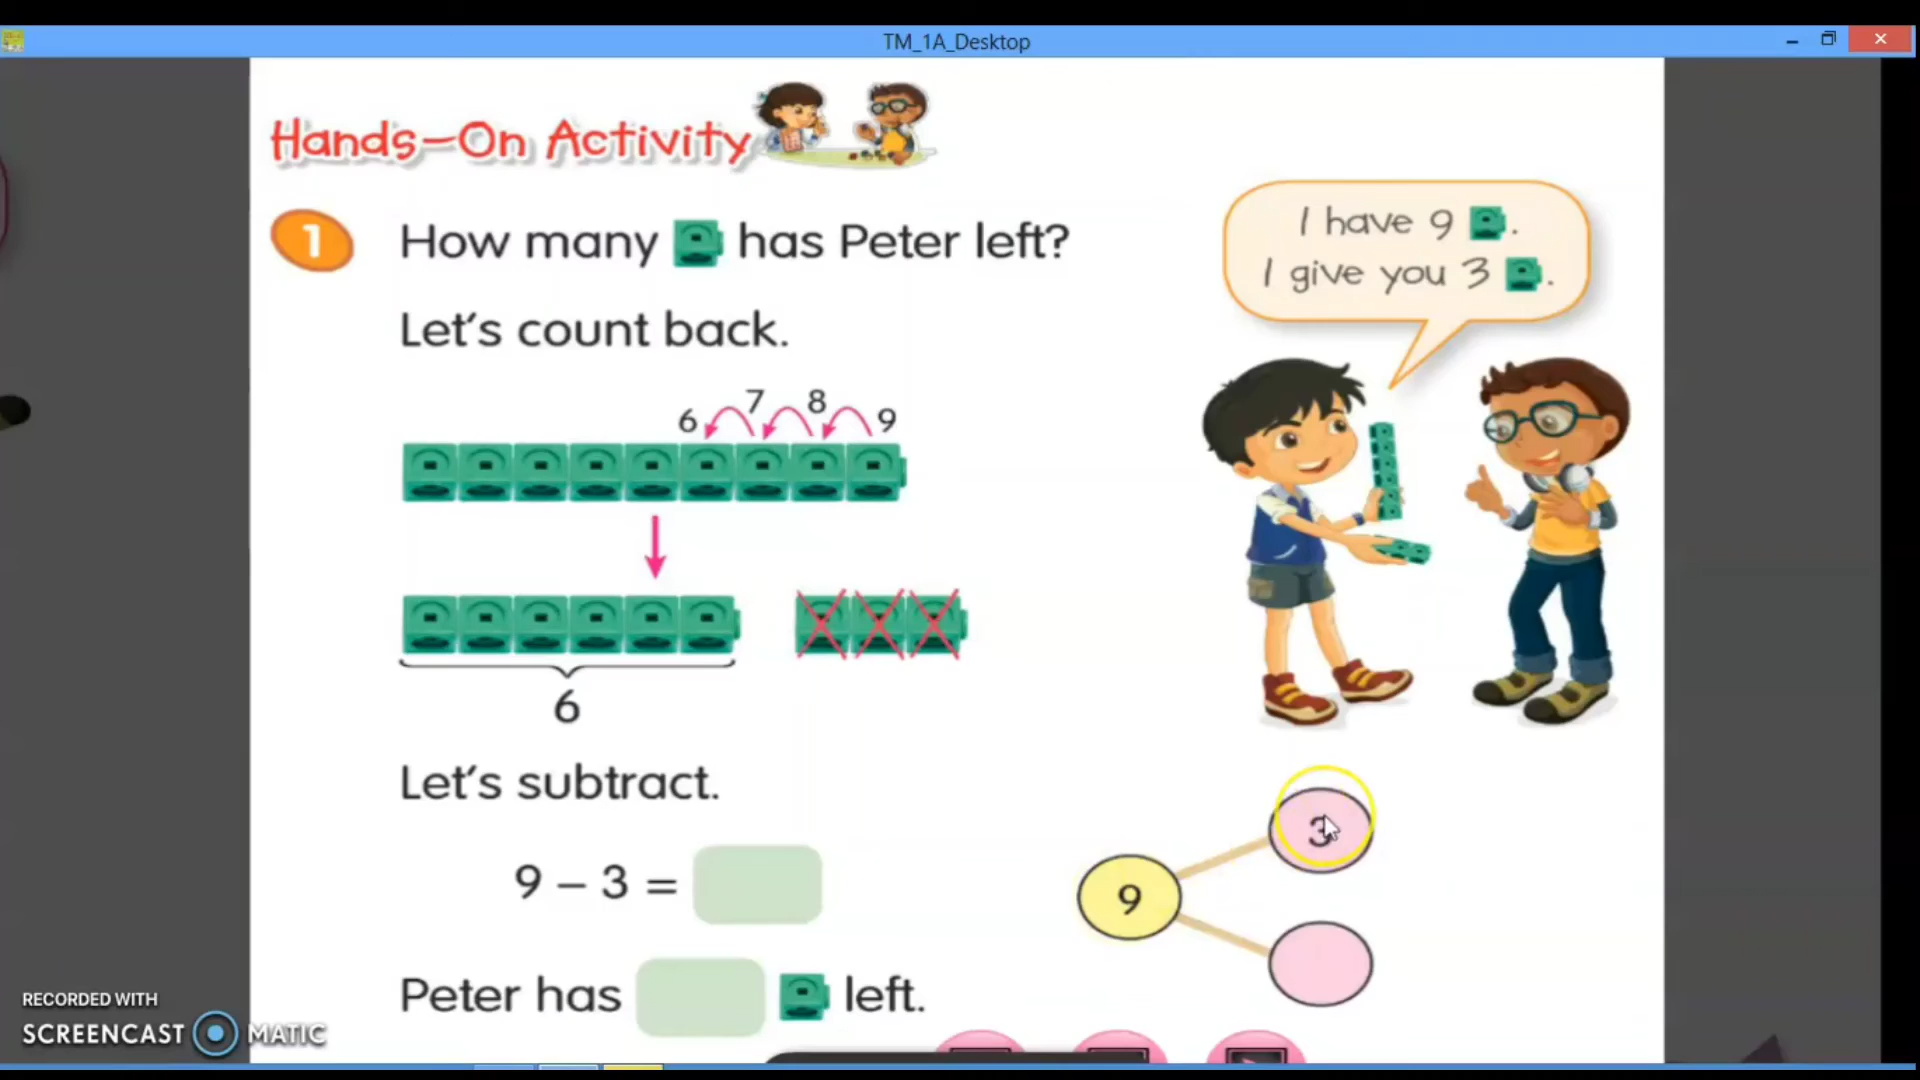 TM_1A_Desktop
Hands-On Activity
1 How many has Peter left?
I have 9 .
I give you 3 .
Let's count back.
6 7 8 9
6
Let's subtract.
9 – 3 =
3
9
Peter has left.
RECORDED WITH
SCREENCAST MATIC